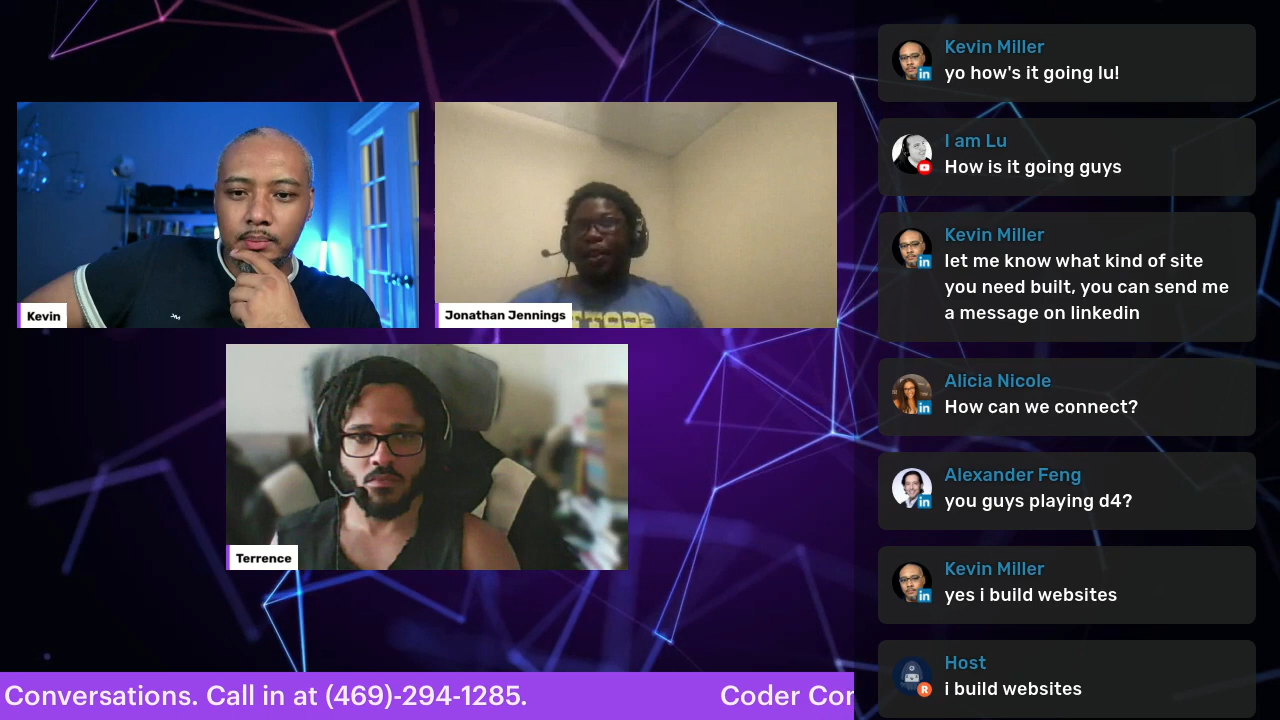 Kevin
Jonathan Jennings
Terrence
Conversations. Call in at (469)-294-1285.
Coder Cor
Kevin Miller
yo how's it going lu!
I am Lu
How is it going guys
Kevin Miller
let me know what kind of site
you need built, you can send me
a message on linkedin
Alicia Nicole
How can we connect?
Alexander Feng
you guys playing d4?
Kevin Miller
yes i build websites
Host
i build websites